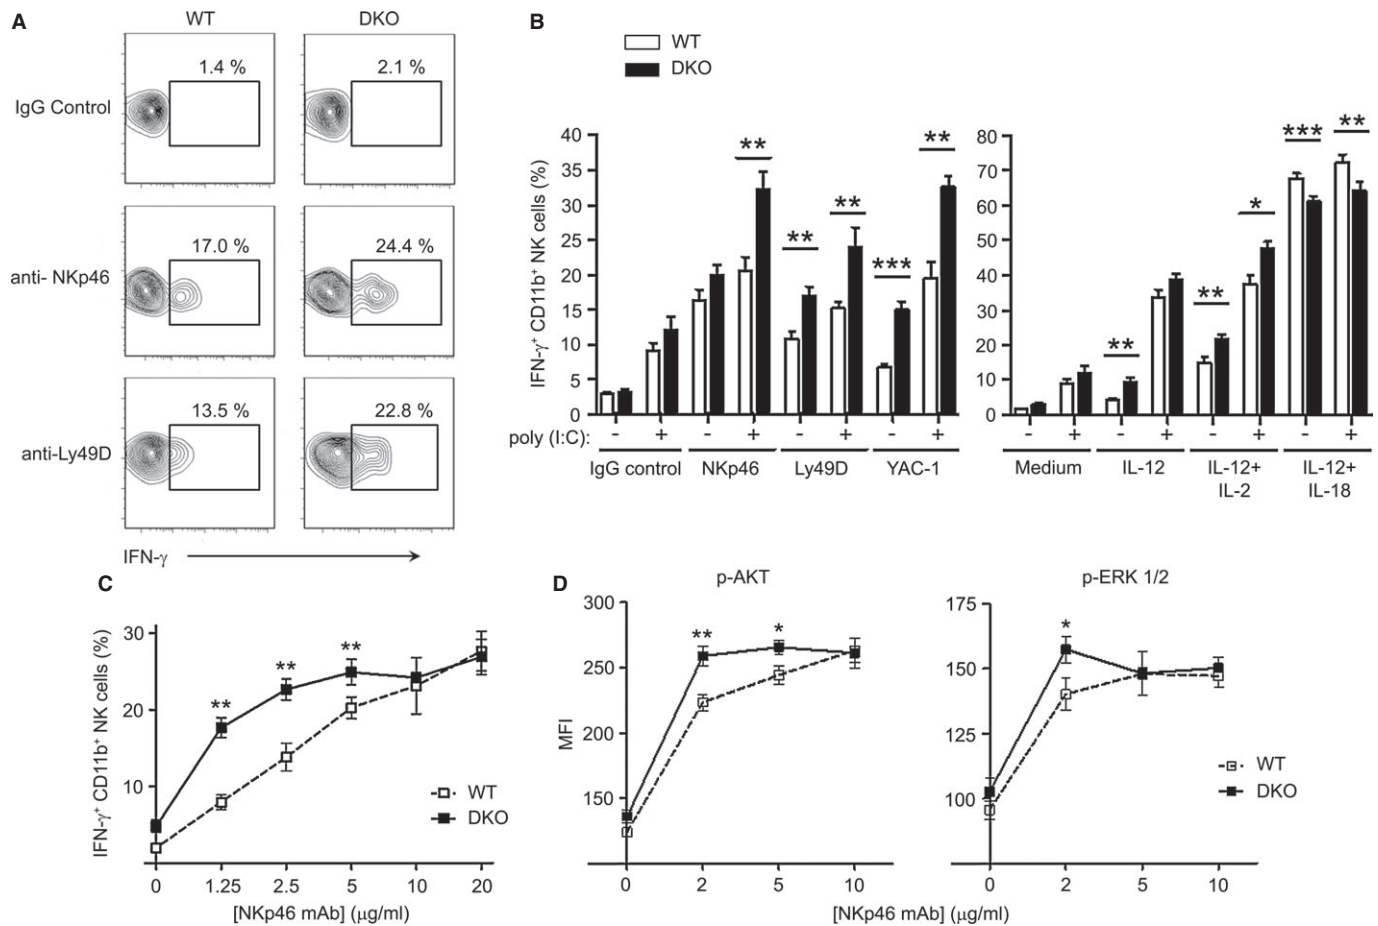 A
WT DKO
IgG Control
1.4 % 2.1 %
anti- NKp46
17.0 % 24.4 %
anti-Ly49D
13.5 % 22.8 %
IFN-γ
B
WT
DKO
IFN-γ⁺ CD11b⁺ NK cells (%)
40
35
30
25
20
15
10
5
0
** ** ** *** **
poly (I:C): - + - + - + - +
IgG control NKp46 Ly49D YAC-1
80
70
60
50
40
30
20
10
0
** ** * *** **
- + - + - + - +
Medium IL-12 IL-12+ IL-12+
IL-2 IL-18
C
IFN-γ⁺ CD11b⁺ NK cells (%)
30
20
10
** ** **
WT
DKO
0 1.25 2.5 5 10 20
[NKp46 mAb] (μg/ml)
D
p-AKT
MFI
300
250
200
150
** *
0 2 5 10
p-ERK 1/2
175
150
125
100
*
WT
DKO
0 2 5 10
[NKp46 mAb] (μg/ml)